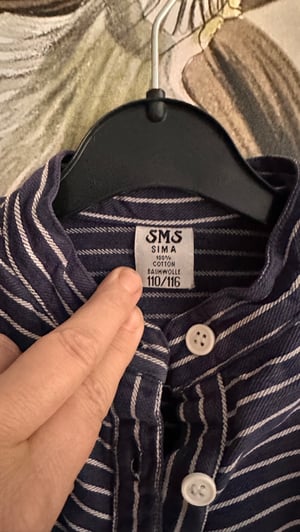 SMS
SIMA
100%
COTTON
BAUMWOLLE
110/116